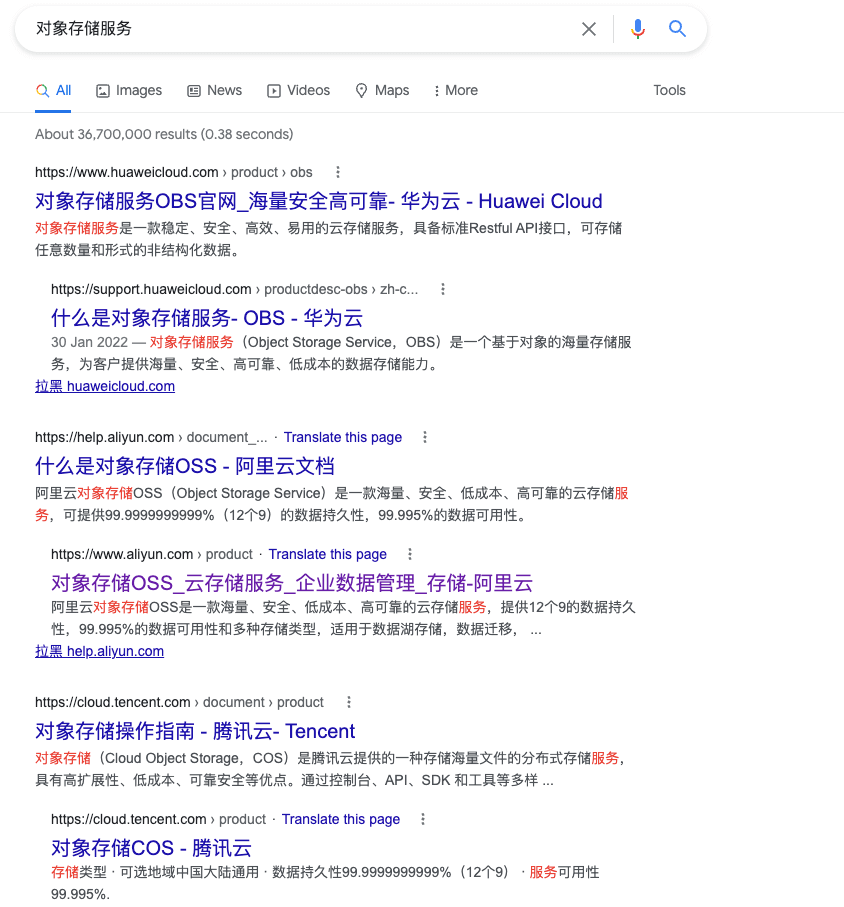 对象存储服务
All Images News Videos Maps More Tools
About 36,700,000 results (0.38 seconds)
https://www.huaweicloud.com › product › obs
对象存储服务OBS官网_海量安全高可靠- 华为云 - Huawei Cloud
对象存储服务是一款稳定、安全、高效、易用的云存储服务，具备标准Restful API接口，可存储
任意数量和形式的非结构化数据。
https://support.huaweicloud.com › productdesc-obs › zh-c...
什么是对象存储服务- OBS - 华为云
30 Jan 2022 — 对象存储服务（Object Storage Service，OBS）是一个基于对象的海量存储服
务，为客户提供海量、安全、高可靠、低成本的数据存储能力。
拉黑 huaweicloud.com
https://help.aliyun.com › document_... · Translate this page
什么是对象存储OSS - 阿里云文档
阿里云对象存储OSS（Object Storage Service）是一款海量、安全、低成本、高可靠的云存储服
务，可提供99.9999999999%（12个9）的数据持久性，99.995%的数据可用性。
https://www.aliyun.com › product · Translate this page
对象存储OSS_云存储服务_企业数据管理_存储-阿里云
阿里云对象存储OSS是一款海量、安全、低成本、高可靠的云存储服务，提供12个9的数据持久
性，99.995%的数据可用性和多种存储类型，适用于数据湖存储，数据迁移， ...
拉黑 help.aliyun.com
https://cloud.tencent.com › document › product
对象存储操作指南 - 腾讯云- Tencent
对象存储（Cloud Object Storage，COS）是腾讯云提供的一种存储海量文件的分布式存储服务，
具有高扩展性、低成本、可靠安全等优点。通过控制台、API、SDK 和工具等多样 ...
https://cloud.tencent.com › product · Translate this page
对象存储COS - 腾讯云
存储类型 · 可选地域中国大陆通用 · 数据持久性99.9999999999%（12个9） · 服务可用性
99.995%.